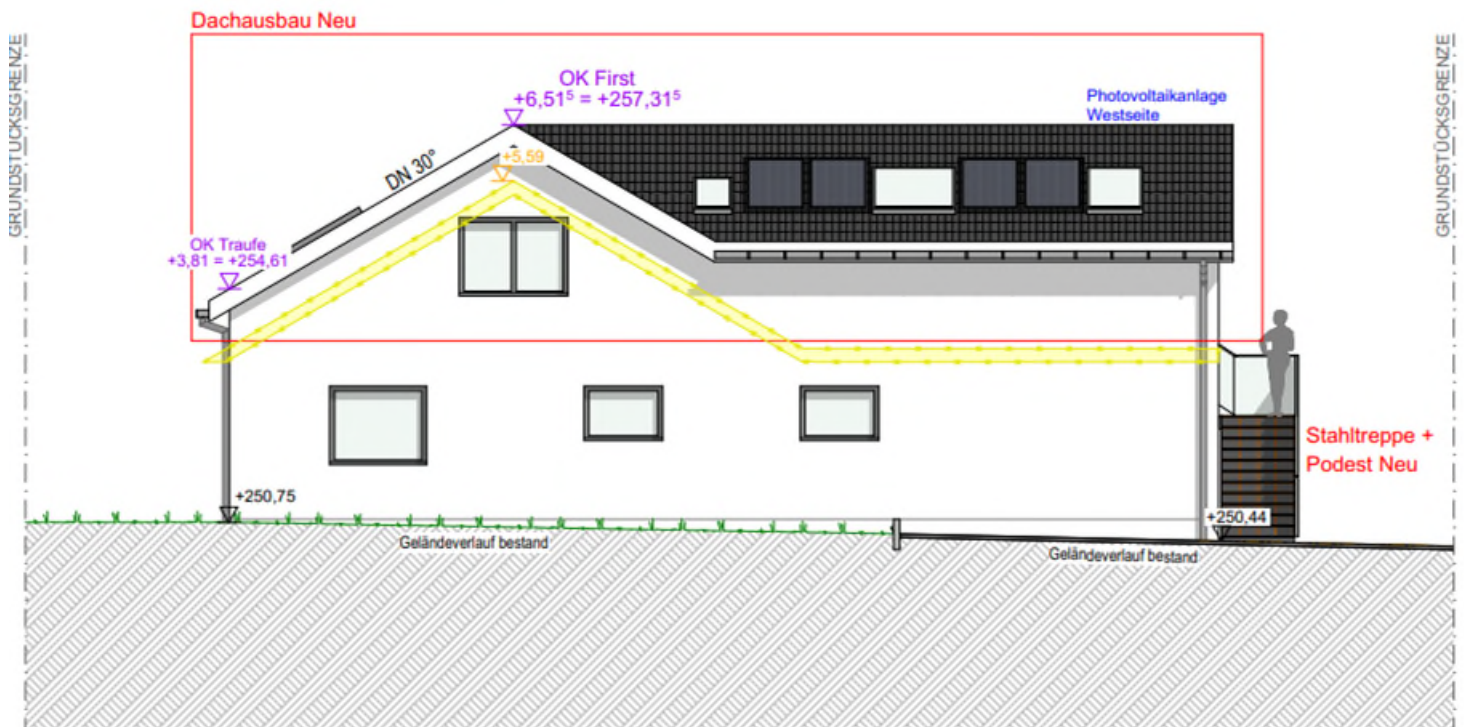 Dachausbau Neu
GRUNDSTÜCKSGRENZE
GRUNDSTÜCKSGRENZE
OK First
+6,51⁵ = +257,31⁵
Photovoltaikanlage
Westseite
DN 30°
+5,59
OK Traufe
+3,81 = +254,61
Stahltreppe +
Podest Neu
+250,75
+250,44
Geländeverlauf bestand
Geländeverlauf bestand